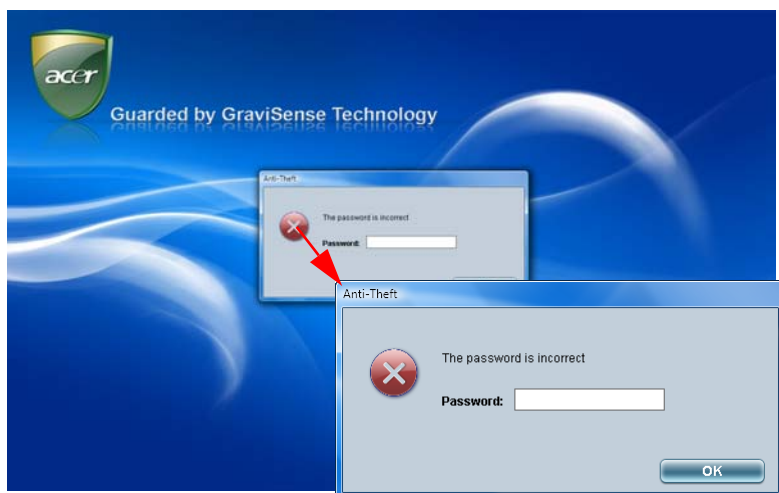 acer
Guarded by GraviSense Technology
Anti-Theft
The password is incorrect
Password:
Anti-Theft
The password is incorrect
Password:
OK